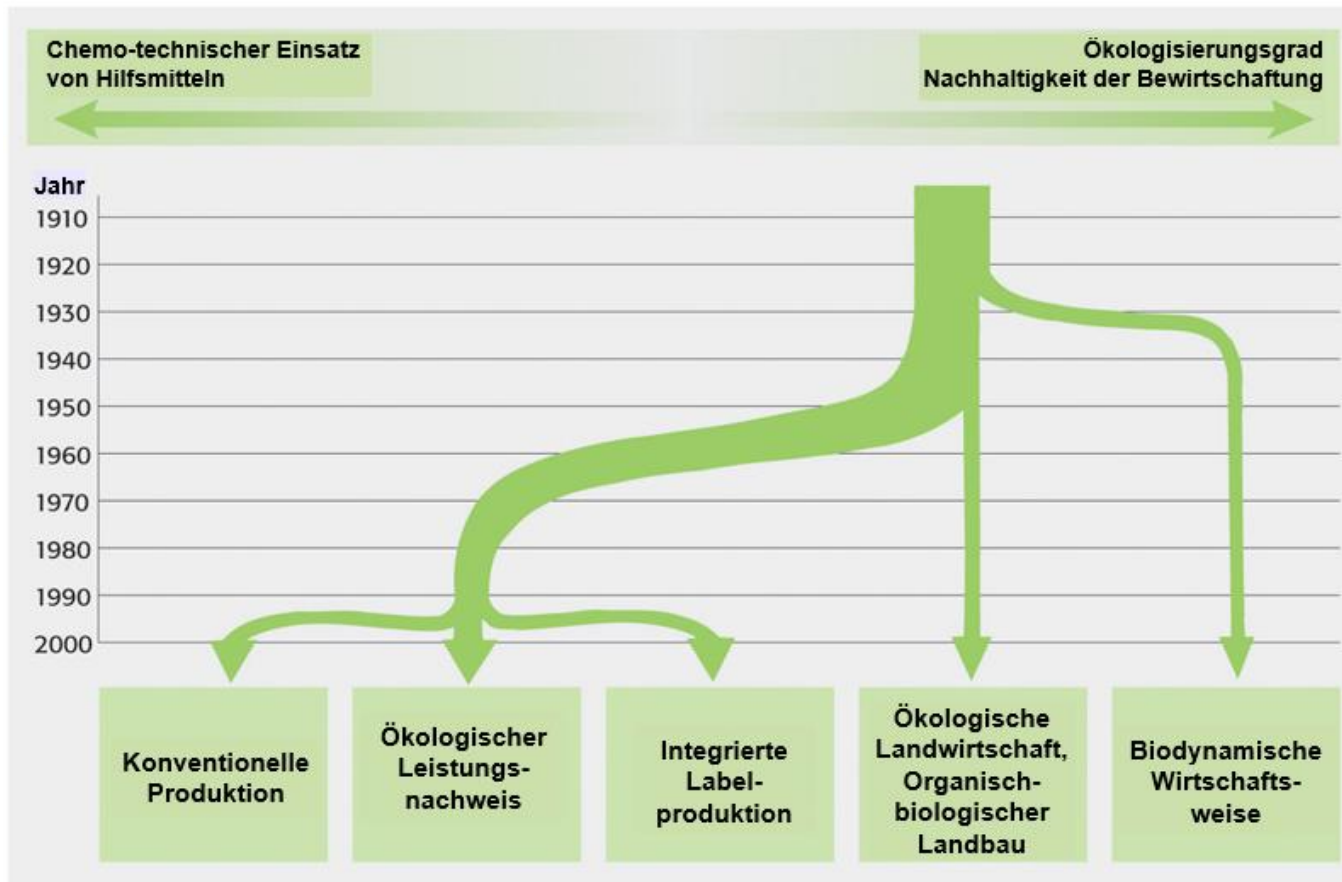 Chemo-technischer Einsatz
von Hilfsmitteln
Ökologisierungsgrad
Nachhaltigkeit der Bewirtschaftung
Jahr
1910
1920
1930
1940
1950
1960
1970
1980
1990
2000
Konventionelle
Produktion
Ökologischer
Leistungs-
nachweis
Integrierte
Label-
produktion
Ökologische
Landwirtschaft,
Organisch-
biologischer
Landbau
Biodynamische
Wirtschafts-
weise